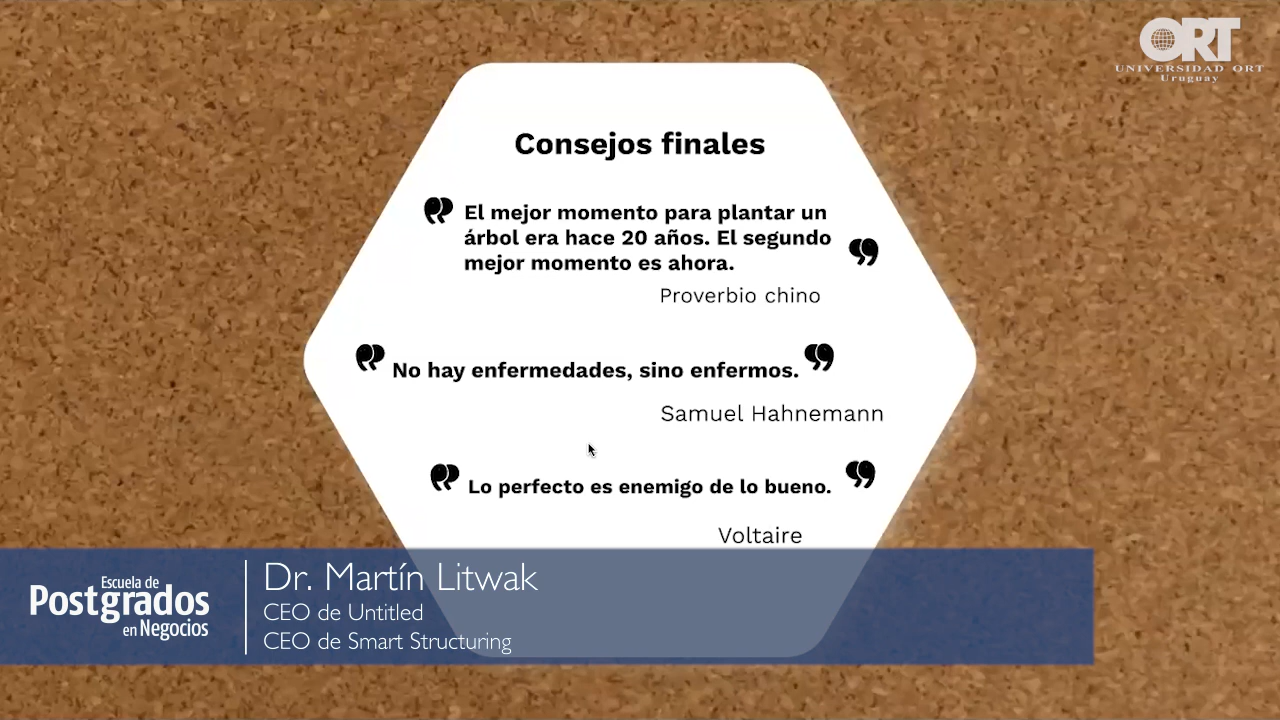 ORT
UNIVERSIDAD ORT
Uruguay
Consejos finales
❝ El mejor momento para plantar un
árbol era hace 20 años. El segundo
mejor momento es ahora. ❞
Proverbio chino
❝ No hay enfermedades, sino enfermos. ❞
Samuel Hahnemann
❝ Lo perfecto es enemigo de lo bueno. ❞
Voltaire
Escuela de
Postgrados
en Negocios
Dr. Martín Litwak
CEO de Untitled
CEO de Smart Structuring